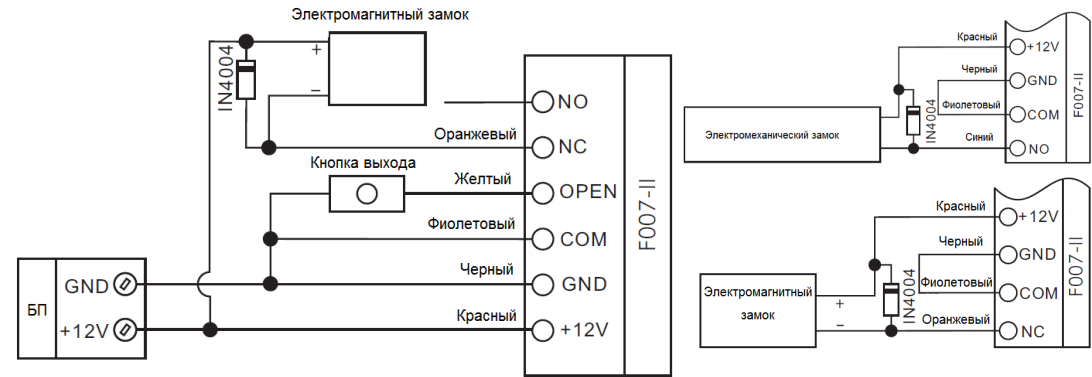 Электромагнитный замок
+
−
IN4004
NO
Оранжевый
NC
Кнопка выхода
Желтый
OPEN
Фиолетовый
COM
Черный
GND
Красный
+12V
F007-II
БП
GND
+12V
Красный
+12V
Черный
GND
Фиолетовый
COM
Синий
NO
IN4004
Электромеханический замок
F007-II
Красный
+12V
Черный
GND
Фиолетовый
COM
Оранжевый
NC
IN4004
Электромагнитный
замок
+
−
F007-II